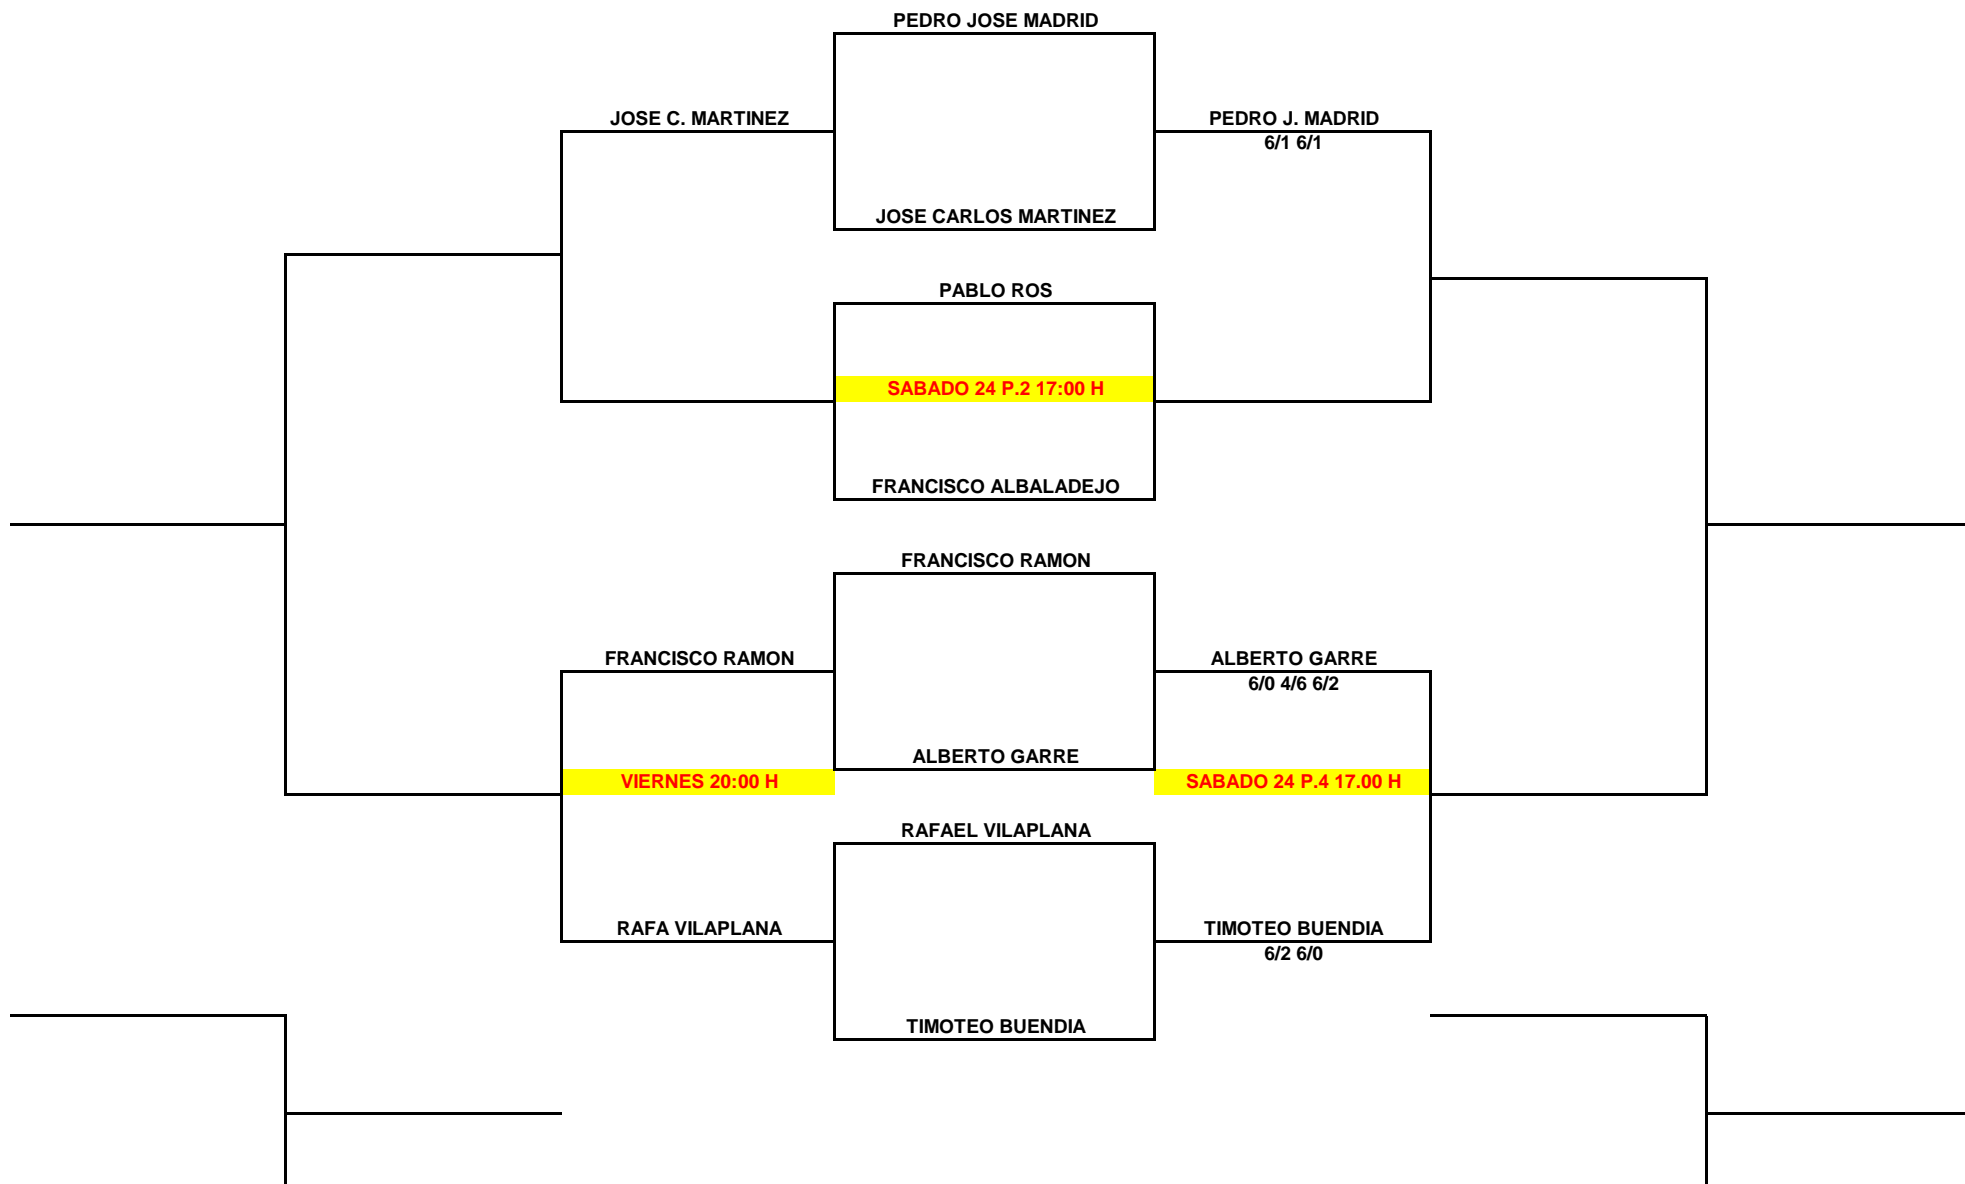 PEDRO JOSE MADRID
JOSE C. MARTINEZ
PEDRO J. MADRID
6/1 6/1
JOSE CARLOS MARTINEZ
PABLO ROS
SABADO 24 P.2 17:00 H
FRANCISCO ALBALADEJO
FRANCISCO RAMON
FRANCISCO RAMON
ALBERTO GARRE
6/0 4/6 6/2
ALBERTO GARRE
VIERNES 20:00 H
SABADO 24 P.4 17.00 H
RAFAEL VILAPLANA
RAFA VILAPLANA
TIMOTEO BUENDIA
6/2 6/0
TIMOTEO BUENDIA